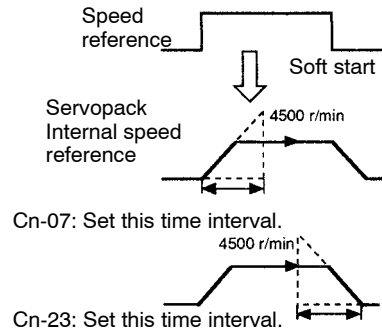 Speed
reference
Soft start
Servopack
Internal speed
reference
4500 r/min
Cn-07: Set this time interval.
4500 r/min
Cn-23: Set this time interval.